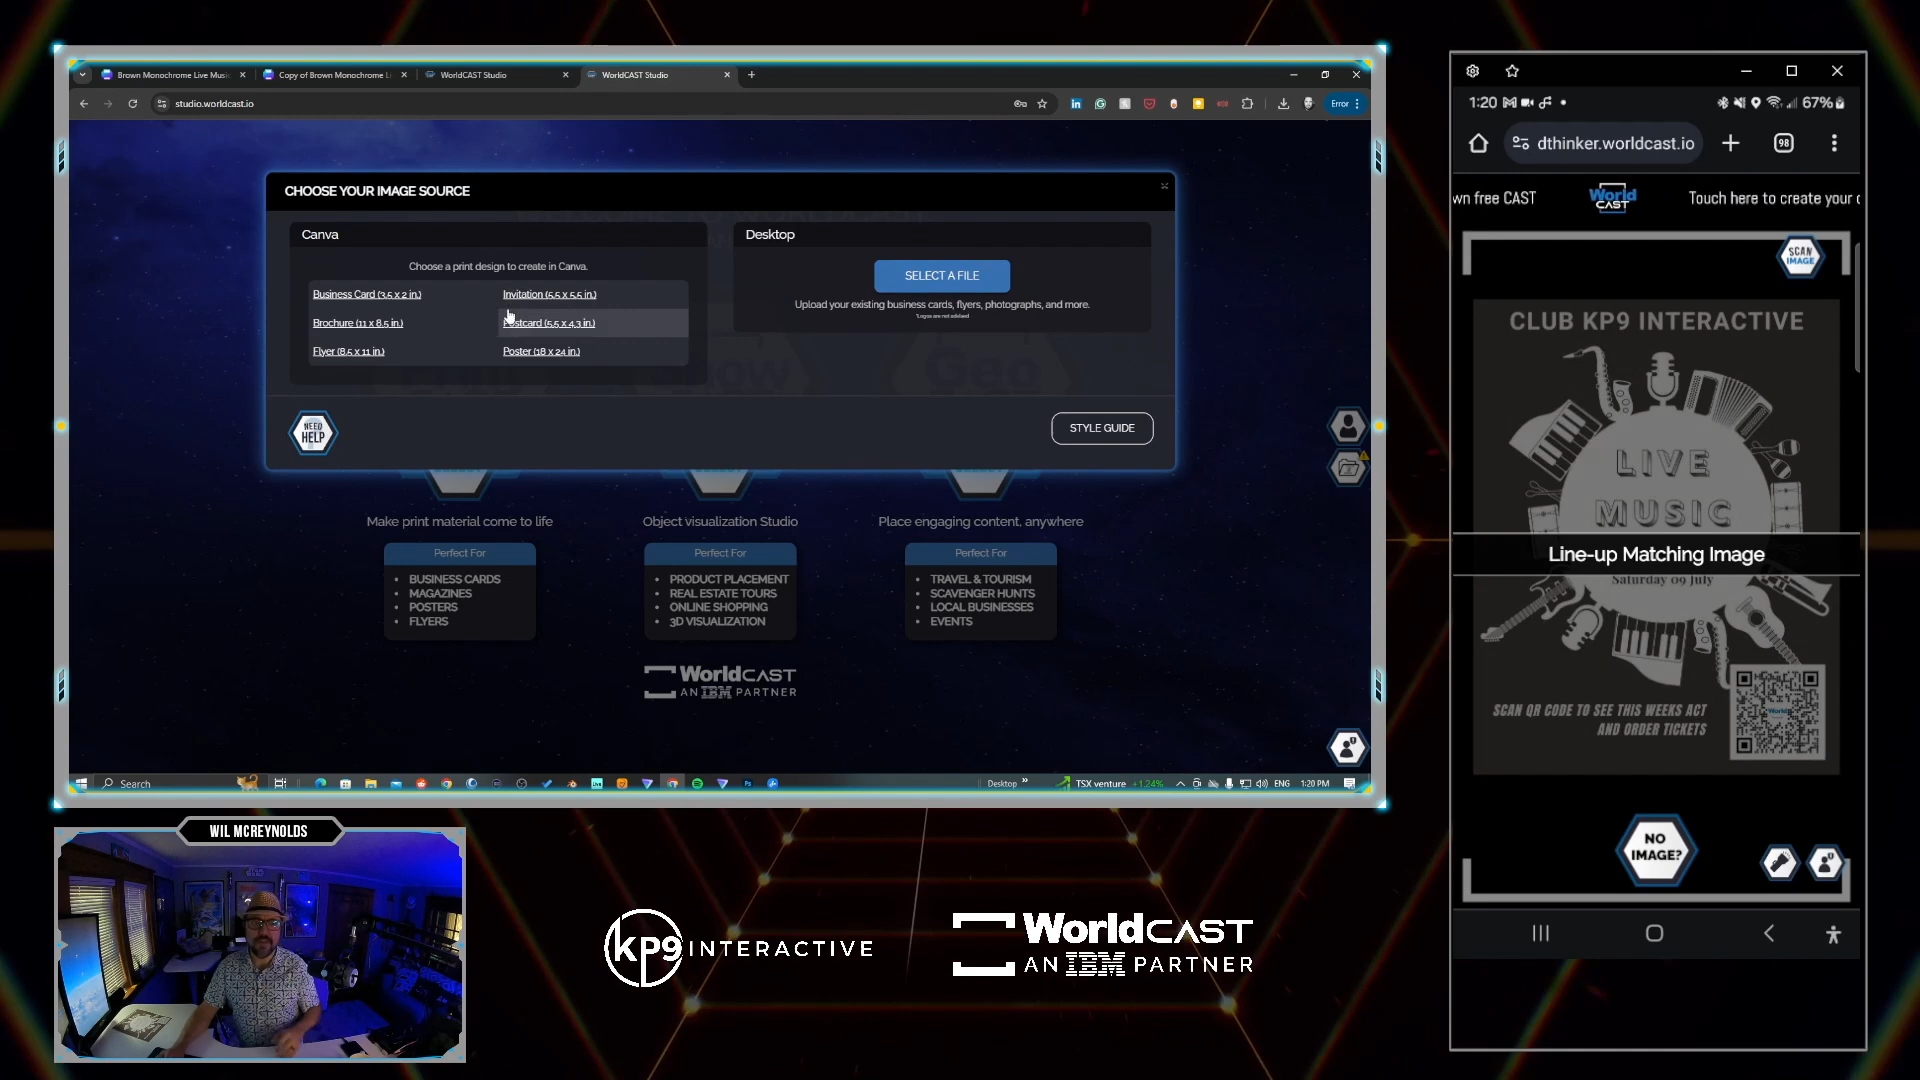 Brown Monochrome Live Music
Copy of Brown Monochrome Li
WorldCAST Studio
WorldCAST Studio
studio.worldcast.io
Error
CHOOSE YOUR IMAGE SOURCE
Canva
Choose a print design to create in Canva.
Business Card (3.5 x 2 in.)
Invitation (5.5 x 5.5 in.)
Brochure (11 x 8.5 in.)
Postcard (5.5 x 4.3 in.)
Flyer (8.5 x 11 in.)
Poster (18 x 24 in.)
Desktop
SELECT A FILE
Upload your existing business cards, flyers, photographs, and more.
*Logos are not advised
NEED
HELP
STYLE GUIDE
Geo
Make print material come to life
Object visualization Studio
Place engaging content, anywhere
Perfect For
BUSINESS CARDS
MAGAZINES
POSTERS
FLYERS
Perfect For
PRODUCT PLACEMENT
REAL ESTATE TOURS
ONLINE SHOPPING
3D VISUALIZATION
Perfect For
TRAVEL & TOURISM
SCAVENGER HUNTS
LOCAL BUSINESSES
EVENTS
WorldCAST
AN IBM PARTNER
Search
Desktop
TSX venture +1.24%
ENG
1:20 PM
WIL MCREYNOLDS
KP9 INTERACTIVE
WorldCAST
AN IBM PARTNER
1:20
67%
dthinker.worldcast.io
98
wn free CAST
World
CAST
Touch here to create your o
SCAN
IMAGE
CLUB KP9 INTERACTIVE
LIVE
MUSIC
Line-up Matching Image
Saturday 09 July
SCAN QR CODE TO SEE THIS WEEKS ACT
AND ORDER TICKETS
NO
IMAGE?